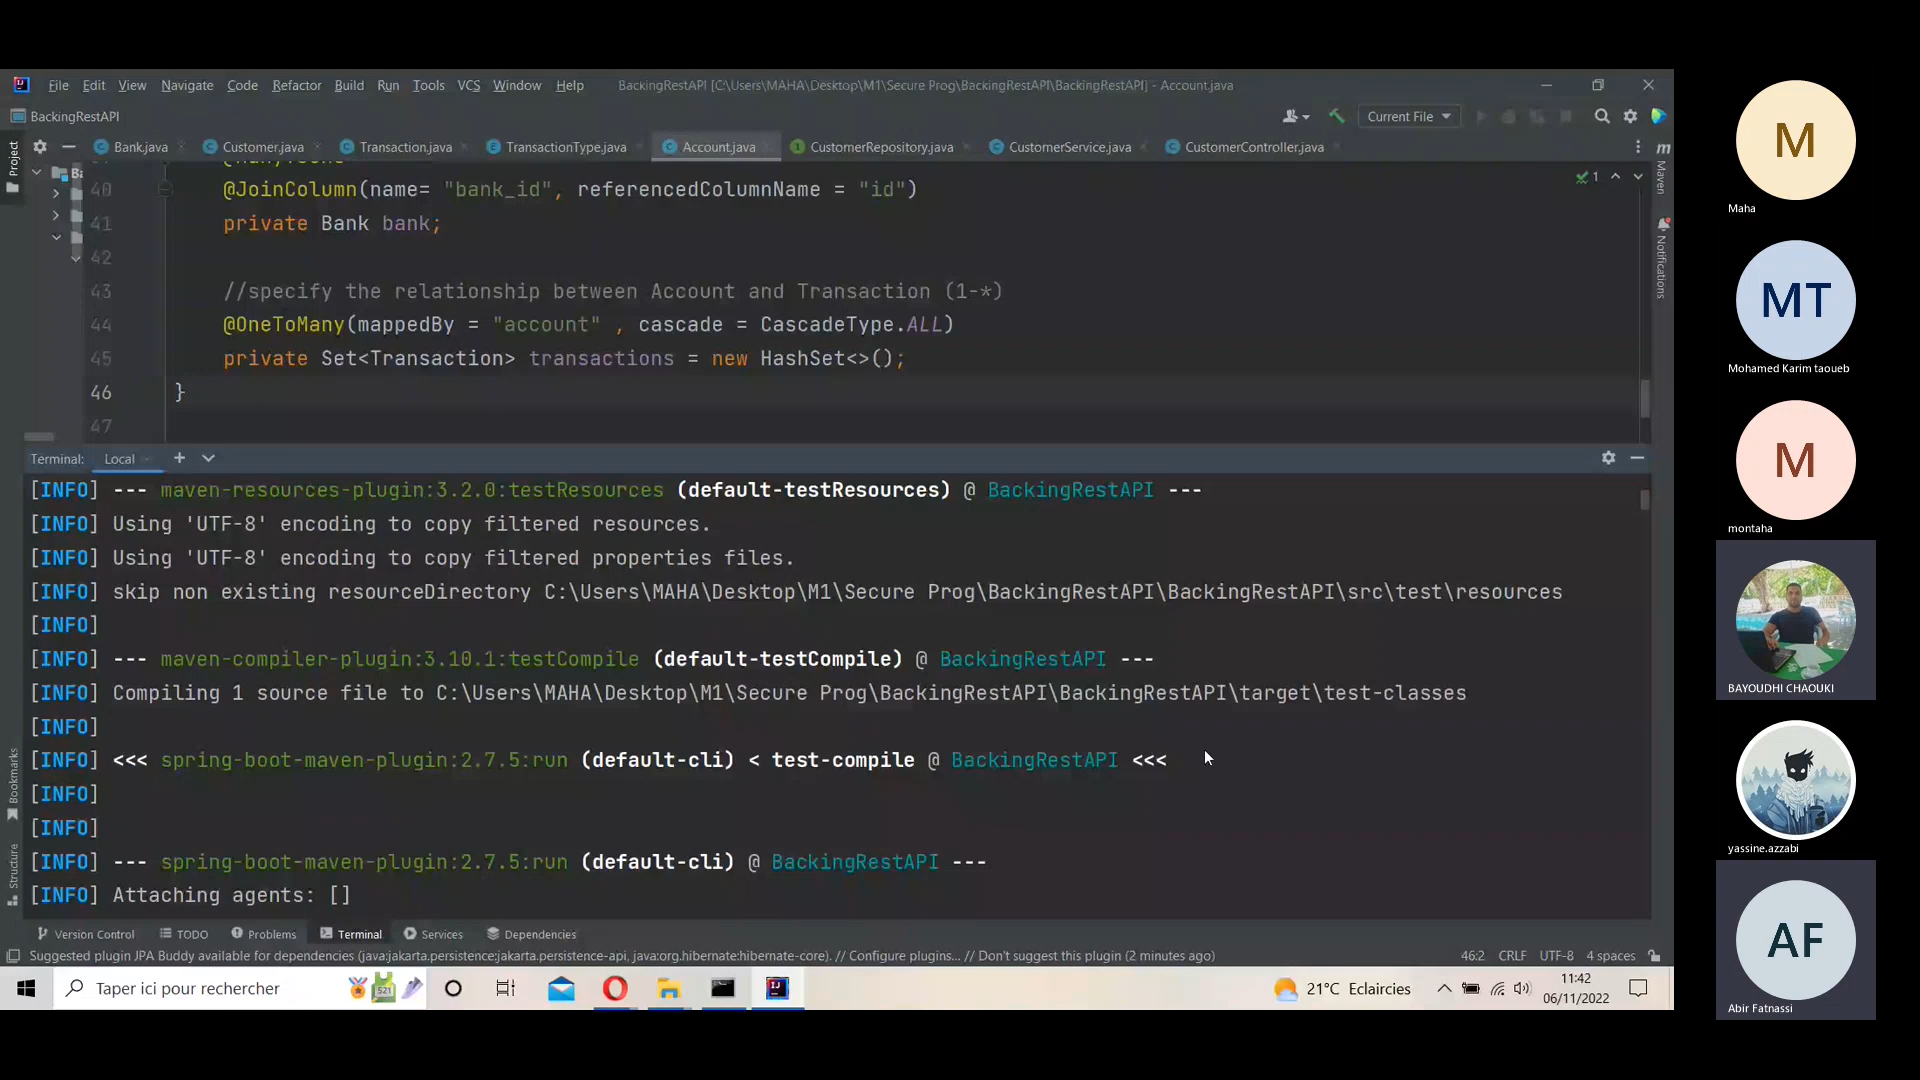 File Edit View Navigate Code Refactor Build Run Tools VCS Window Help BackingRestAPI [C:\Users\MAHA\Desktop\M1\Secure Prog\BackingRestAPI\BackingRestAPI] - Account.java
BackingRestAPI Current File
Project Bank.java Customer.java Transaction.java TransactionType.java Account.java CustomerRepository.java CustomerService.java CustomerController.java Maven
40 @JoinColumn(name= "bank_id", referencedColumnName = "id") 1
41 private Bank bank;
42
43 //specify the relationship between Account and Transaction (1-*)
44 @OneToMany(mappedBy = "account" , cascade = CascadeType.ALL)
45 private Set<Transaction> transactions = new HashSet<>();
46 }
47
Notifications
Terminal: Local
[INFO] --- maven-resources-plugin:3.2.0:testResources (default-testResources) @ BackingRestAPI ---
[INFO] Using 'UTF-8' encoding to copy filtered resources.
[INFO] Using 'UTF-8' encoding to copy filtered properties files.
[INFO] skip non existing resourceDirectory C:\Users\MAHA\Desktop\M1\Secure Prog\BackingRestAPI\BackingRestAPI\src\test\resources
[INFO]
[INFO] --- maven-compiler-plugin:3.10.1:testCompile (default-testCompile) @ BackingRestAPI ---
[INFO] Compiling 1 source file to C:\Users\MAHA\Desktop\M1\Secure Prog\BackingRestAPI\BackingRestAPI\target\test-classes
[INFO]
[INFO] <<< spring-boot-maven-plugin:2.7.5:run (default-cli) < test-compile @ BackingRestAPI <<<
[INFO]
[INFO]
[INFO] --- spring-boot-maven-plugin:2.7.5:run (default-cli) @ BackingRestAPI ---
[INFO] Attaching agents: []
Bookmarks
Structure
Version Control TODO Problems Terminal Services Dependencies
Suggested plugin JPA Buddy available for dependencies (java:jakarta.persistence:jakarta.persistence-api, java:org.hibernate:hibernate-core). // Configure plugins... // Don't suggest this plugin (2 minutes ago) 46:2 CRLF UTF-8 4 spaces
Taper ici pour rechercher 21°C Eclaircies 11:42
06/11/2022
M
Maha
MT
Mohamed Karim taoueb
M
montaha
BAYOUDHI CHAOUKI
yassine.azzabi
AF
Abir Fatnassi